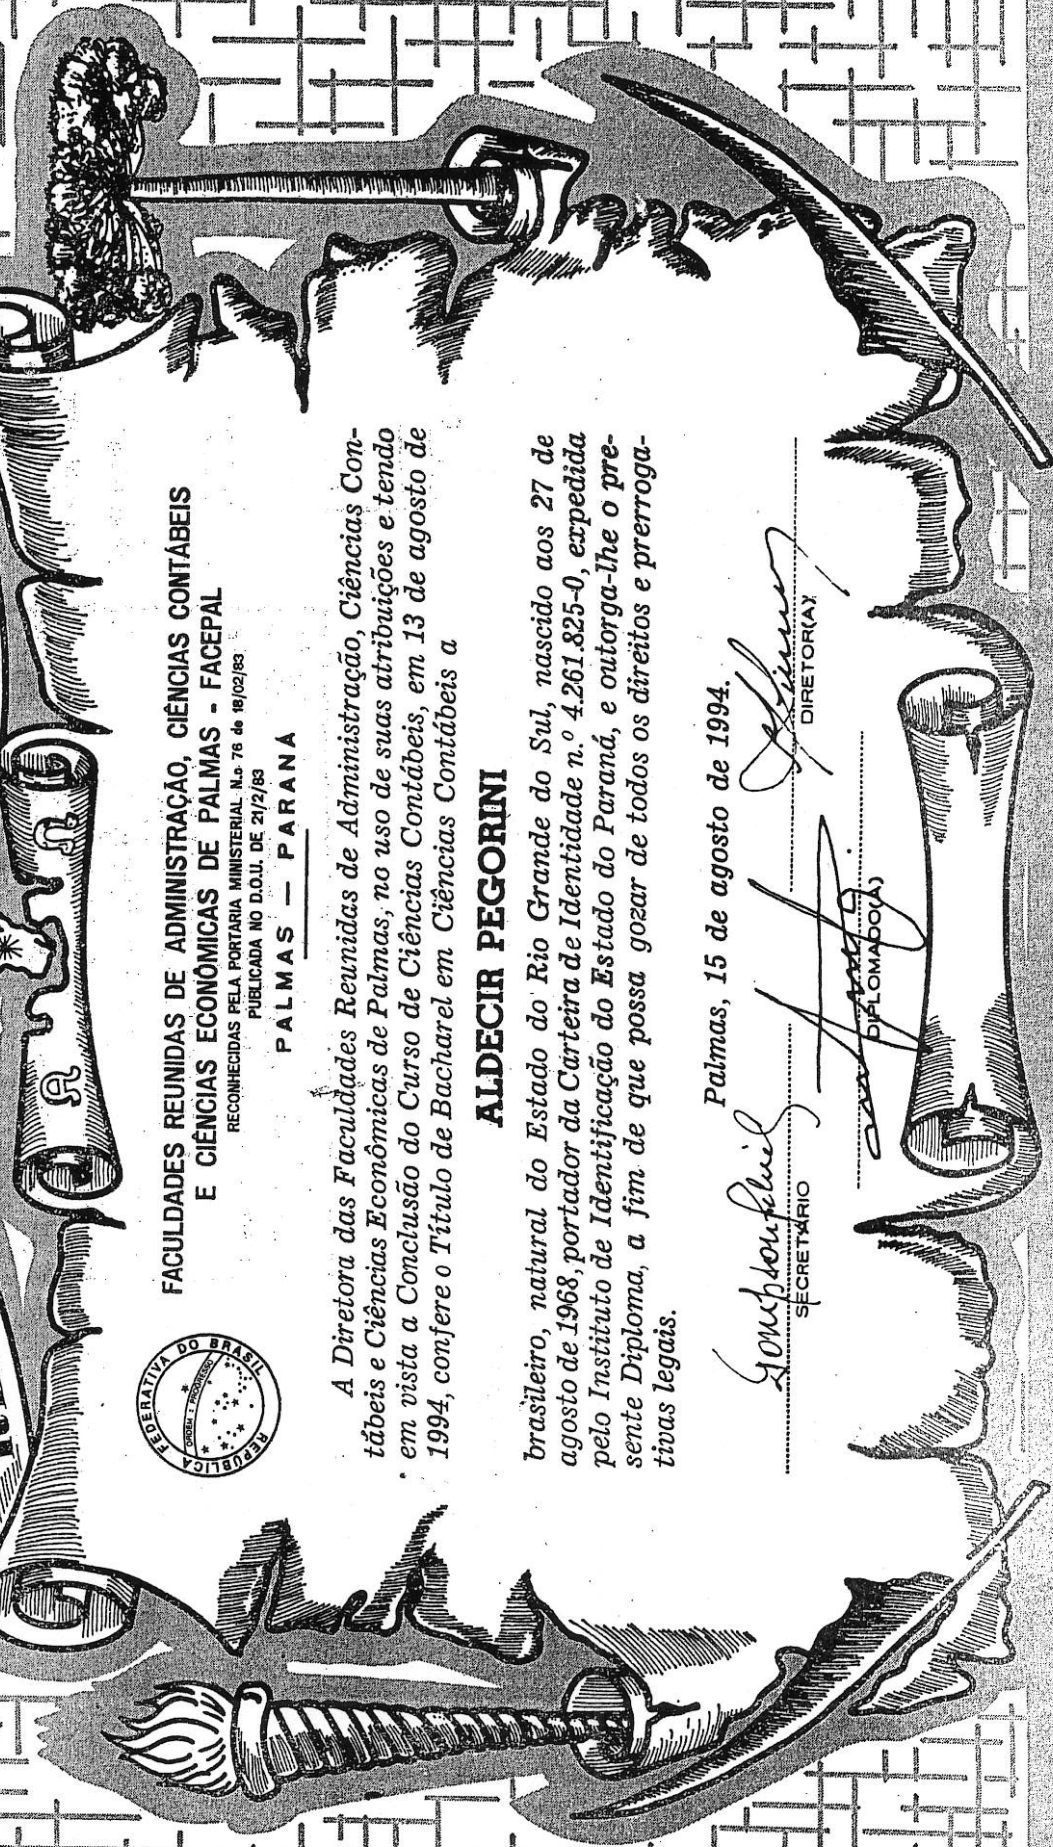 FACULDADES REUNIDAS DE ADMINISTRAÇÃO, CIÊNCIAS CONTÁBEIS
E CIÊNCIAS ECONÔMICAS DE PALMAS - FACEPAL
RECONHECIDAS PELA PORTARIA MINISTERIAL N.o 76 de 18/02/83
PUBLICADA NO D.O.U. DE 21/2/83
PALMAS — PARANÁ
REPÚBLICA FEDERATIVA DO BRASIL
ORDEM E PROGRESSO
A Diretora das Faculdades Reunidas de Administração, Ciências Con-
tábeis e Ciências Econômicas de Palmas, no uso de suas atribuições e tendo
em vista a Conclusão do Curso de Ciências Contábeis, em 13 de agosto de
1994, confere o Título de Bacharel em Ciências Contábeis a
ALDECIR PEGORINI
brasileiro, natural do Estado do Rio Grande do Sul, nascido aos 27 de
agosto de 1968, portador da Carteira de Identidade n.º 4.261.825-0, expedida
pelo Instituto de Identificação do Estado do Paraná, e outorga-lhe o pre-
sente Diploma, a fim de que possa gozar de todos os direitos e prerroga-
tivas legais.
Palmas, 15 de agosto de 1994.
SECRETÁRIO
DIRETOR(A)
DIPLOMADO(A)